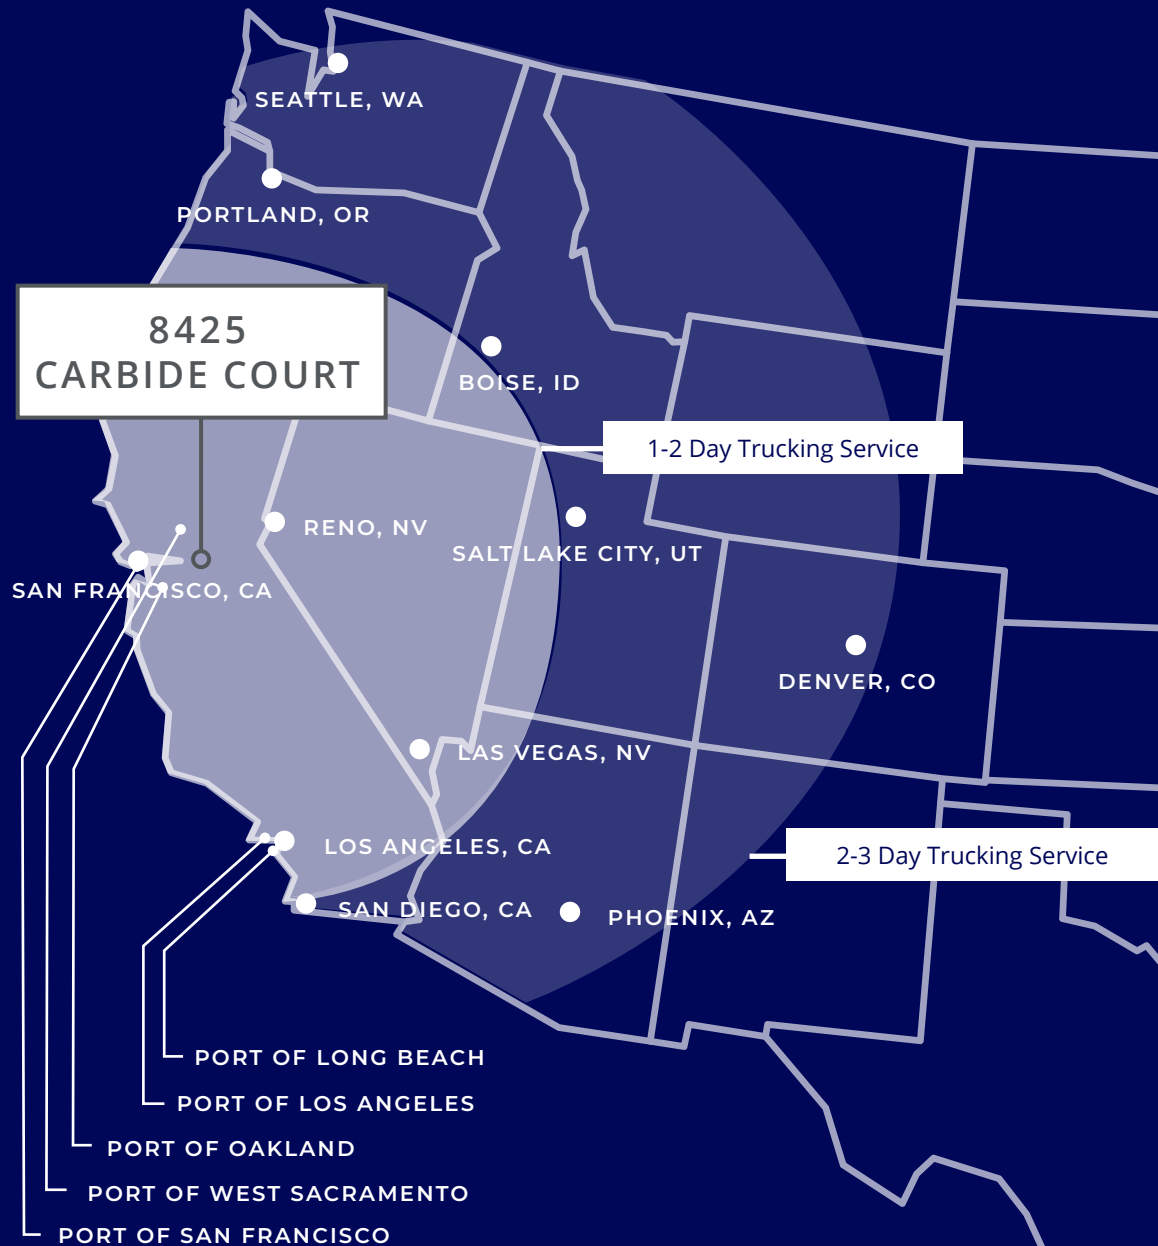 SEATTLE, WA
PORTLAND, OR
8425
CARBIDE COURT
BOISE, ID
1-2 Day Trucking Service
RENO, NV
SALT LAKE CITY, UT
SAN FRANCISCO, CA
DENVER, CO
LAS VEGAS, NV
LOS ANGELES, CA
2-3 Day Trucking Service
SAN DIEGO, CA
PHOENIX, AZ
PORT OF LONG BEACH
PORT OF LOS ANGELES
PORT OF OAKLAND
PORT OF WEST SACRAMENTO
PORT OF SAN FRANCISCO